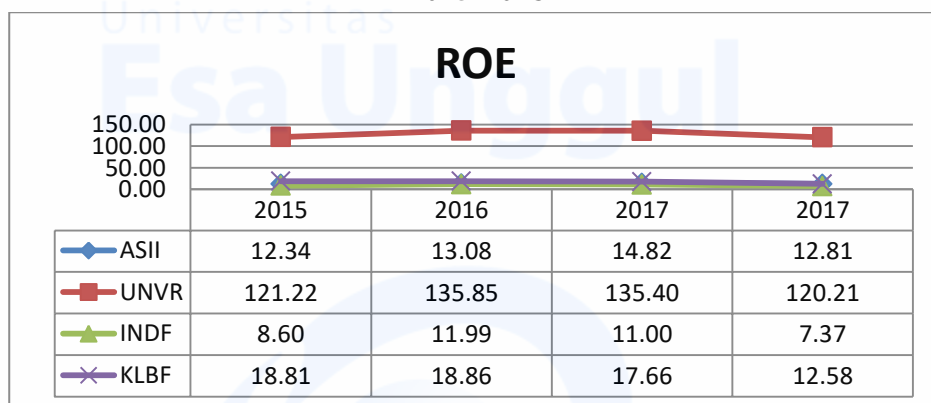 Universitas
Esa Unggul
ROE
150.00
100.00
50.00
0.00
2015 2016 2017 2017
ASII 12.34 13.08 14.82 12.81
UNVR 121.22 135.85 135.40 120.21
INDF 8.60 11.99 11.00 7.37
KLBF 18.81 18.86 17.66 12.58